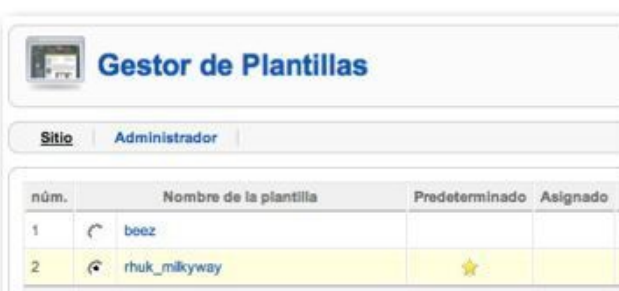 Gestor de Plantillas
Sitio Administrador
núm. Nombre de la plantilla Predeterminado Asignado
1 beez
2 rhuk_milkyway